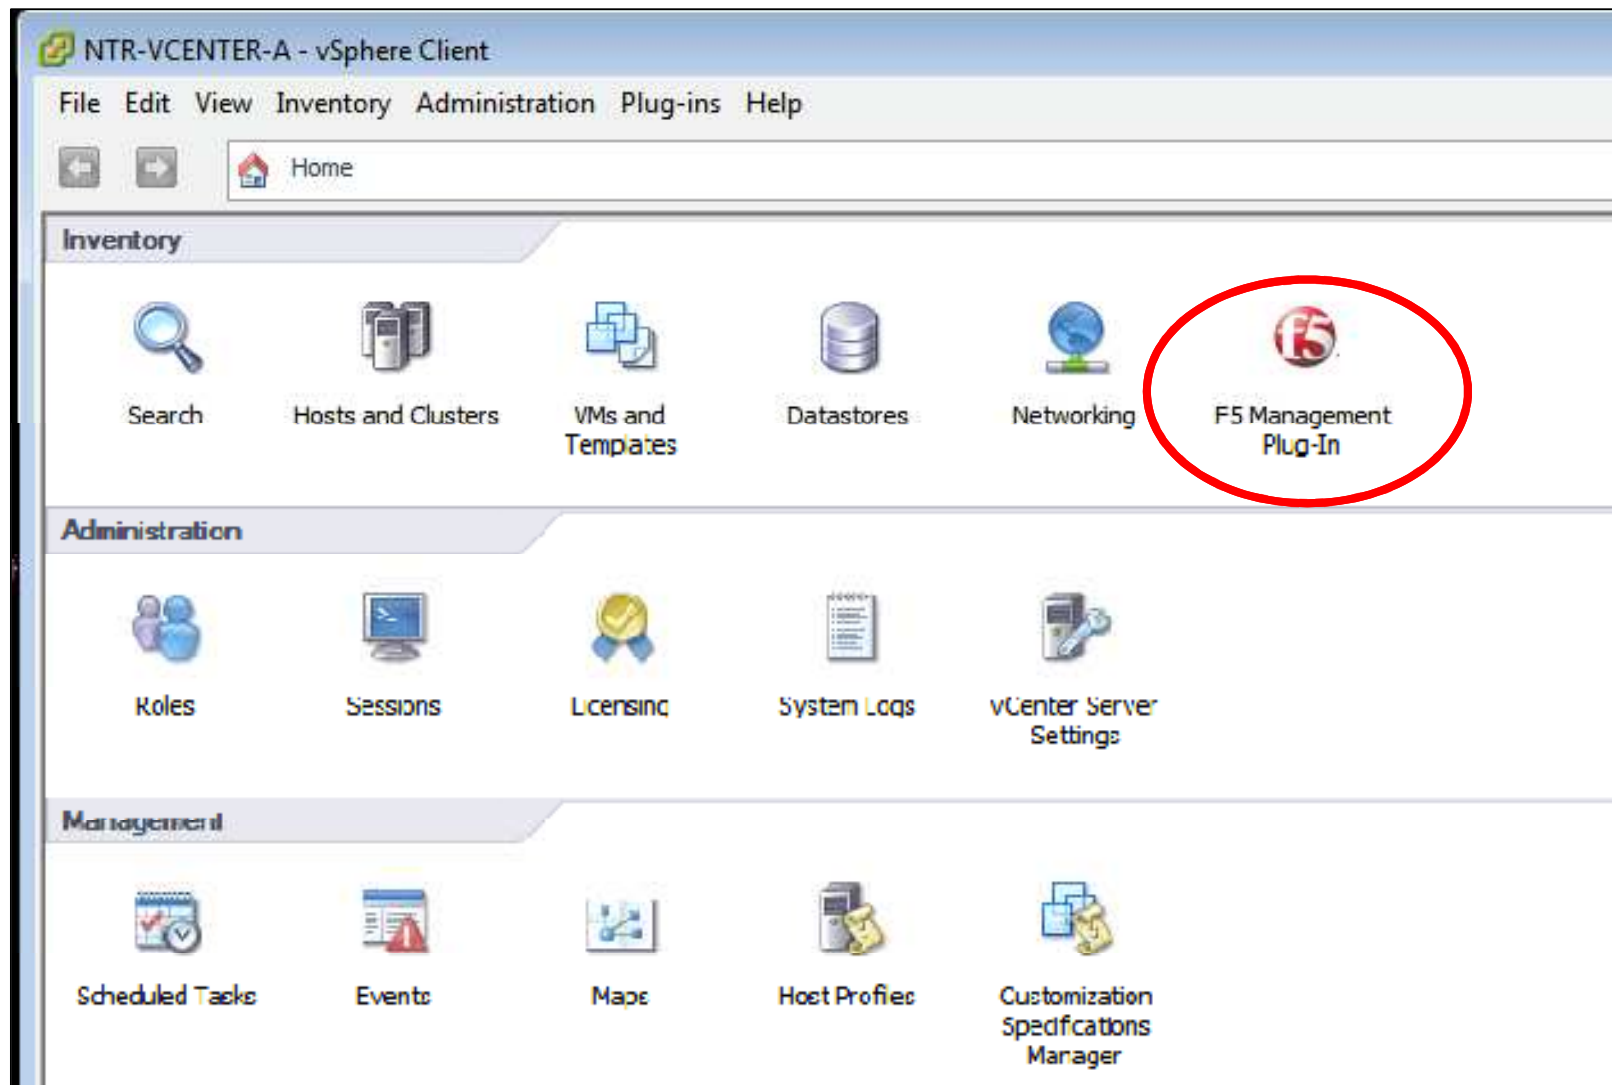 NTR-VCENTER-A - vSphere Client
File Edit View Inventory Administration Plug-ins Help
Home
Inventory
f5
Search Hosts and Clusters VMs and Datastores Networking F5 Management
Templates Plug-In
Administration
Roles Sessions Licensing System Logs vCenter Server
Settings
Management
Scheduled Tasks Events Maps Host Profiles Customization
Specifications
Manager